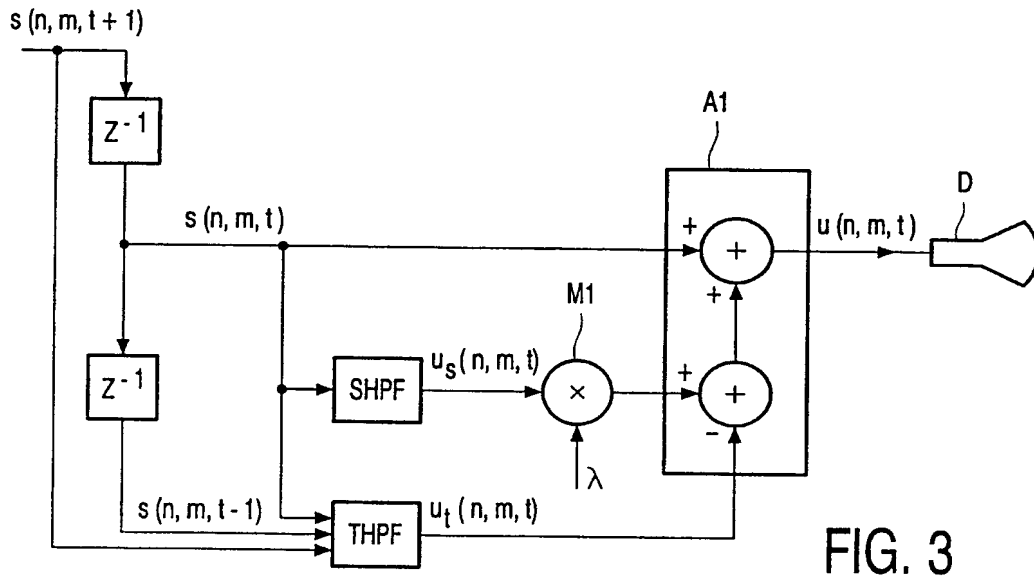 s (n, m, t + 1)
Z⁻¹
A1
D
s (n, m, t)
+
+
u (n, m, t)
+
M1
Z⁻¹
SHPF
uₛ ( n, m, t)
×
+
+
−
λ
s (n, m, t-1)
THPF
uₜ (n, m, t)
FIG. 3